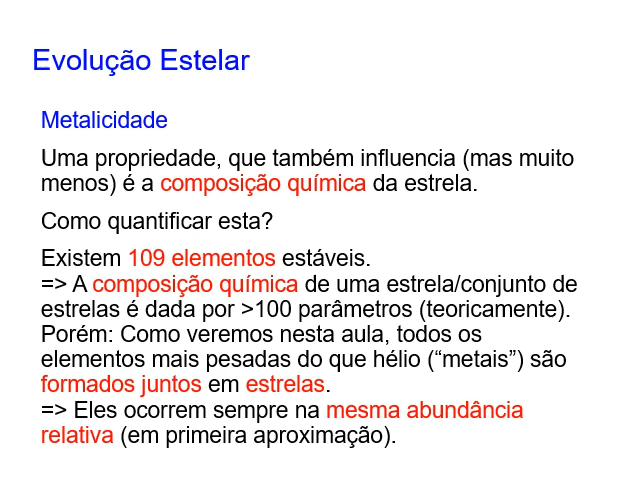 Evolução Estelar
Metalicidade
Uma propriedade, que também influencia (mas muito
menos) é a composição química da estrela.
Como quantificar esta?
Existem 109 elementos estáveis.
=> A composição química de uma estrela/conjunto de
estrelas é dada por >100 parâmetros (teoricamente).
Porém: Como veremos nesta aula, todos os
elementos mais pesadas do que hélio (“metais”) são
formados juntos em estrelas.
=> Eles ocorrem sempre na mesma abundância
relativa (em primeira aproximação).